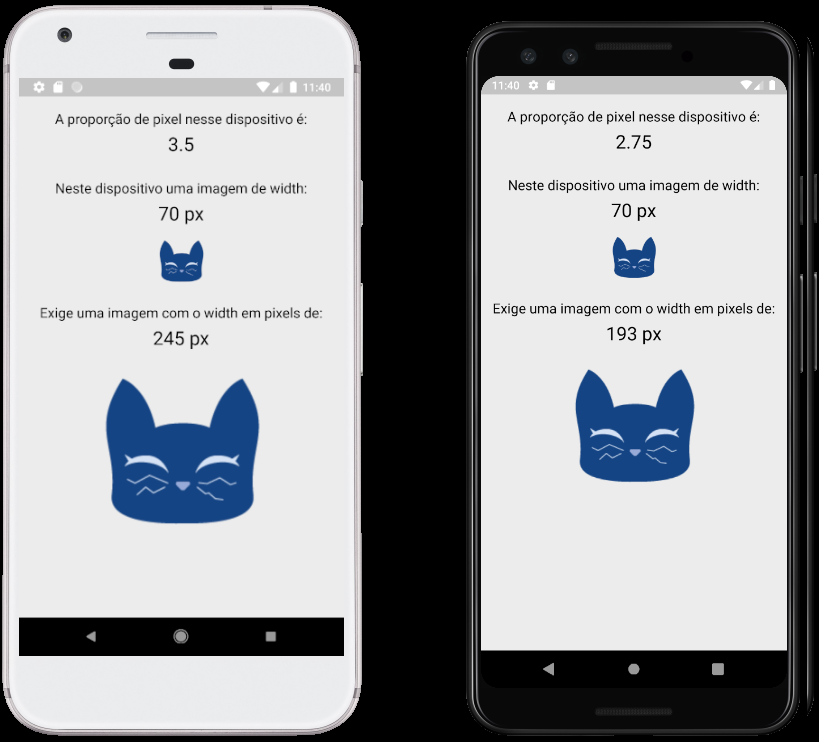 11:40
A proporção de pixel nesse dispositivo é:
3.5
Neste dispositivo uma imagem de width:
70 px
Exige uma imagem com o width em pixels de:
245 px
11:40
A proporção de pixel nesse dispositivo é:
2.75
Neste dispositivo uma imagem de width:
70 px
Exige uma imagem com o width em pixels de:
193 px